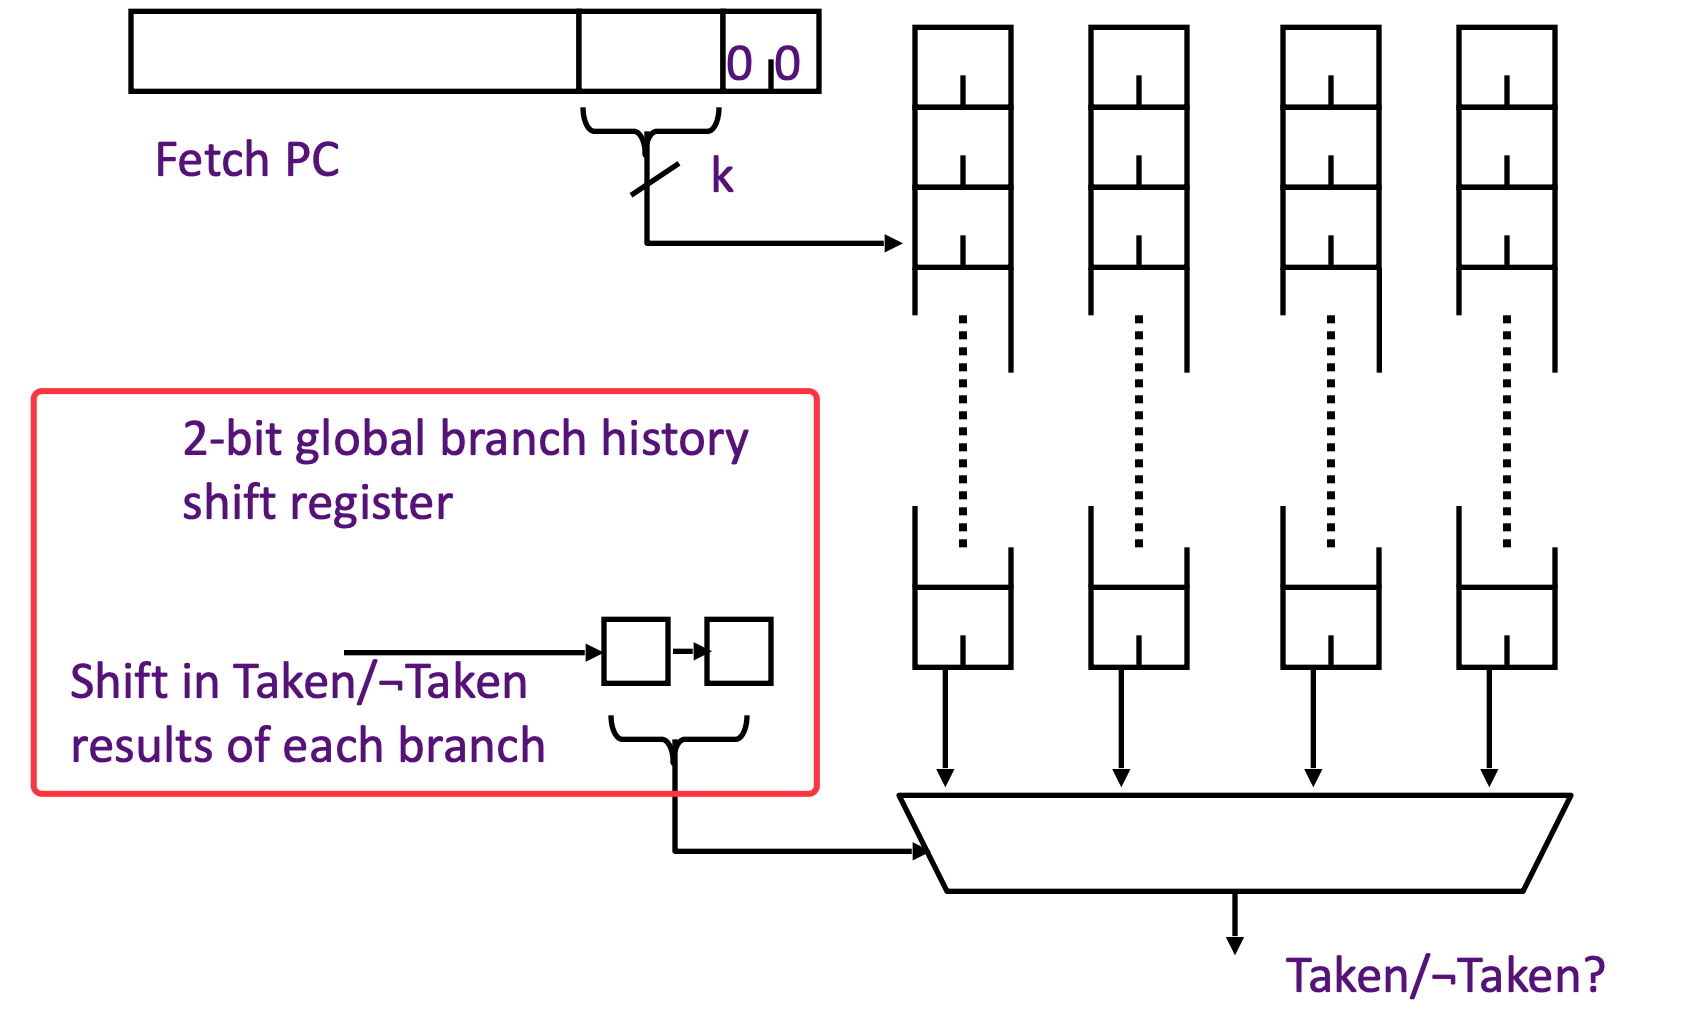 0 0
Fetch PC
k
2-bit global branch history
shift register
Shift in Taken/¬Taken
results of each branch
Taken/¬Taken?